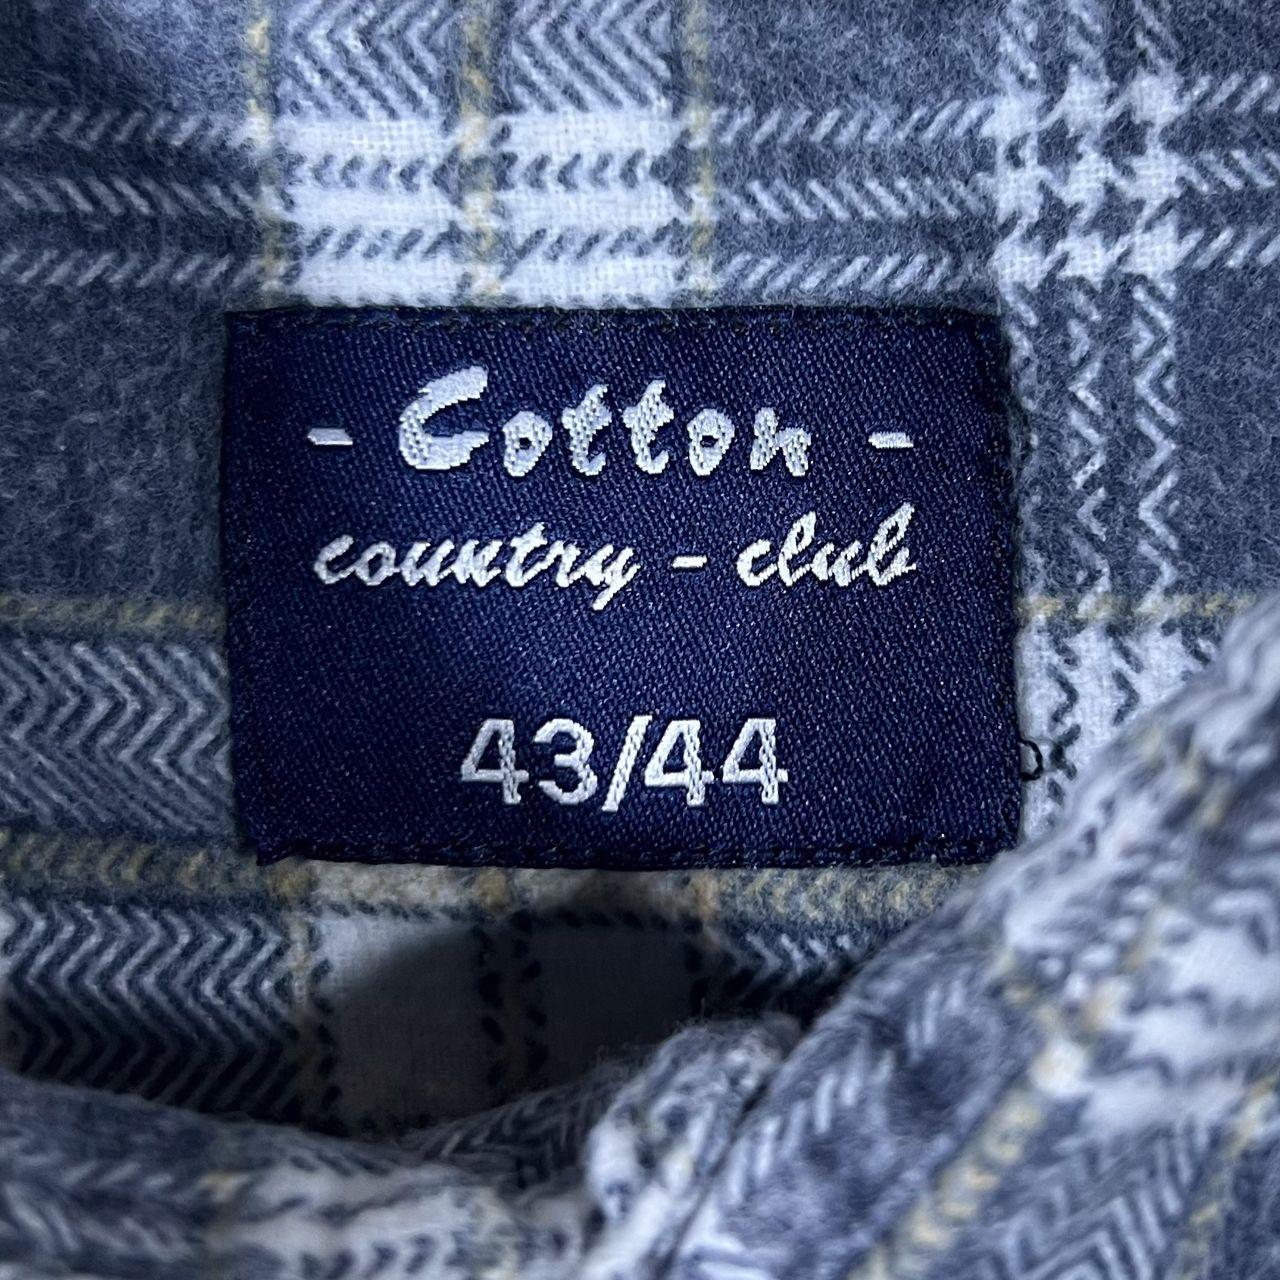 - Cotton -
country - club
43/44